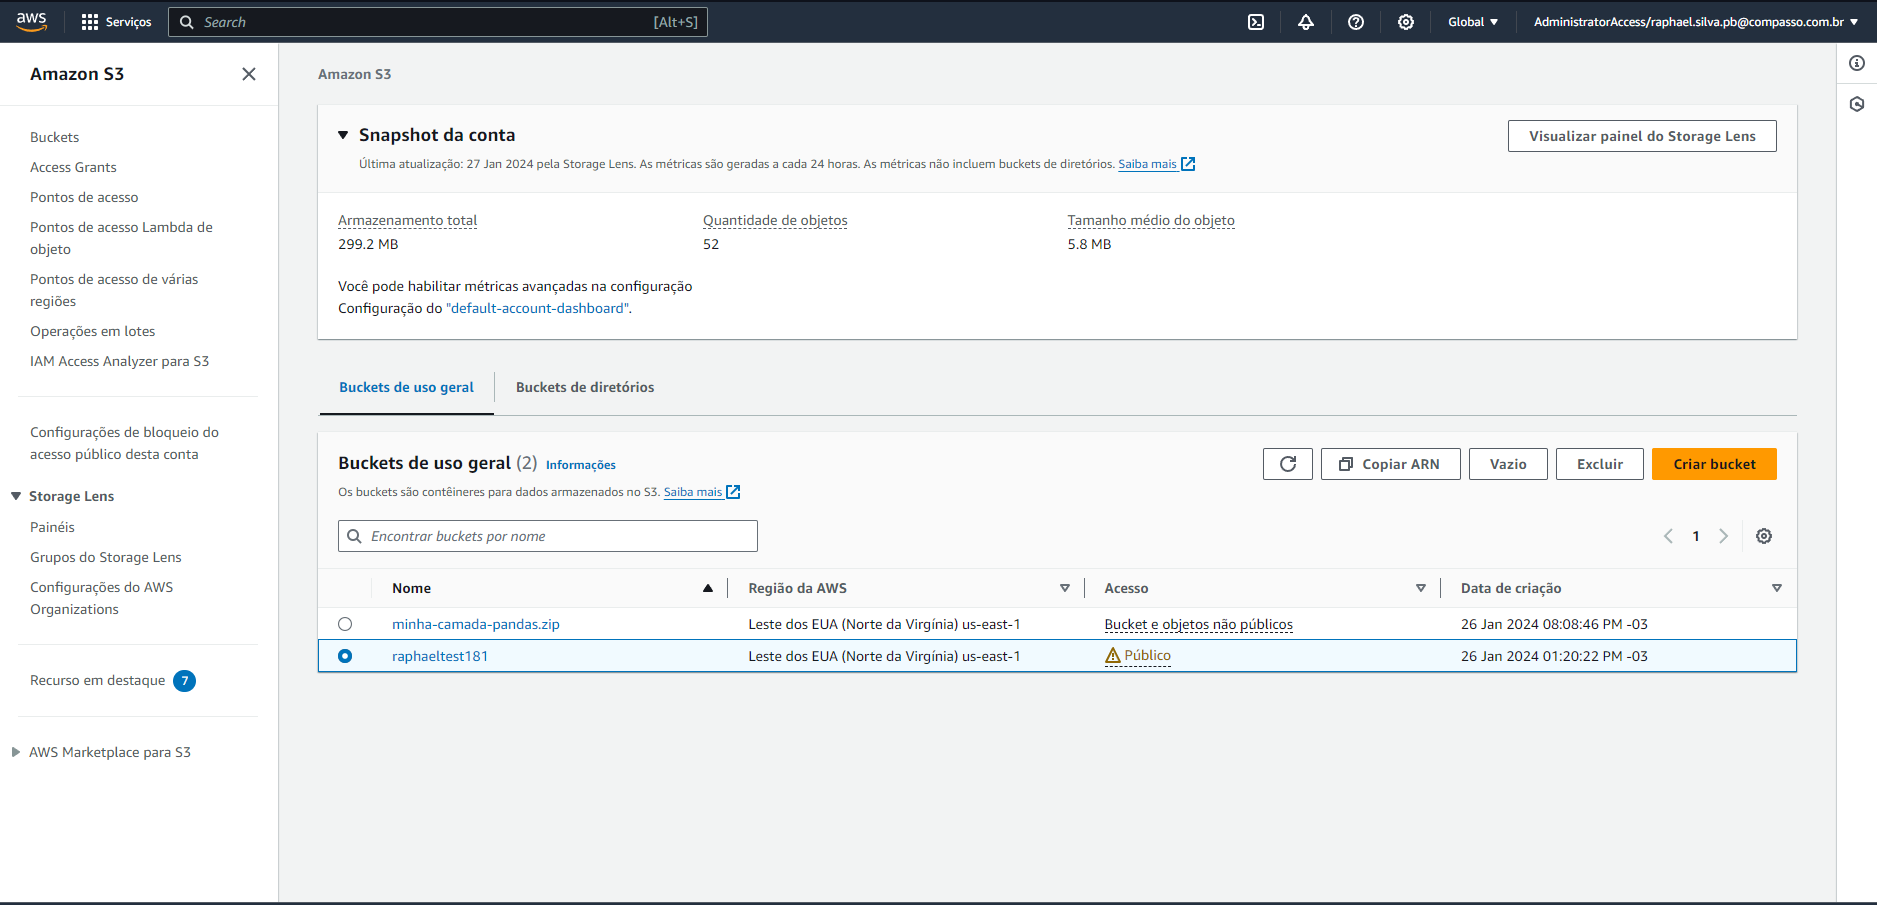 aws
Serviços
Search
[Alt+S]
Global
AdministratorAccess/raphael.silva.pb@compasso.com.br
Amazon S3
Buckets
Access Grants
Pontos de acesso
Pontos de acesso Lambda de
objeto
Pontos de acesso de várias
regiões
Operações em lotes
IAM Access Analyzer para S3
Configurações de bloqueio do
acesso público desta conta
Storage Lens
Painéis
Grupos do Storage Lens
Configurações do AWS
Organizations
Recurso em destaque 7
AWS Marketplace para S3
Amazon S3
Snapshot da conta
Visualizar painel do Storage Lens
Última atualização: 27 Jan 2024 pela Storage Lens. As métricas são geradas a cada 24 horas. As métricas não incluem buckets de diretórios. Saiba mais
Armazenamento total
299.2 MB
Quantidade de objetos
52
Tamanho médio do objeto
5.8 MB
Você pode habilitar métricas avançadas na configuração
Configuração do "default-account-dashboard".
Buckets de uso geral
Buckets de diretórios
Buckets de uso geral (2) Informações
Os buckets são contêineres para dados armazenados no S3. Saiba mais
Copiar ARN
Vazio
Excluir
Criar bucket
Encontrar buckets por nome
1
Nome Região da AWS Acesso Data de criação
minha-camada-pandas.zip Leste dos EUA (Norte da Virgínia) us-east-1 Bucket e objetos não públicos 26 Jan 2024 08:08:46 PM -03
raphaeltest181 Leste dos EUA (Norte da Virgínia) us-east-1 Público 26 Jan 2024 01:20:22 PM -03